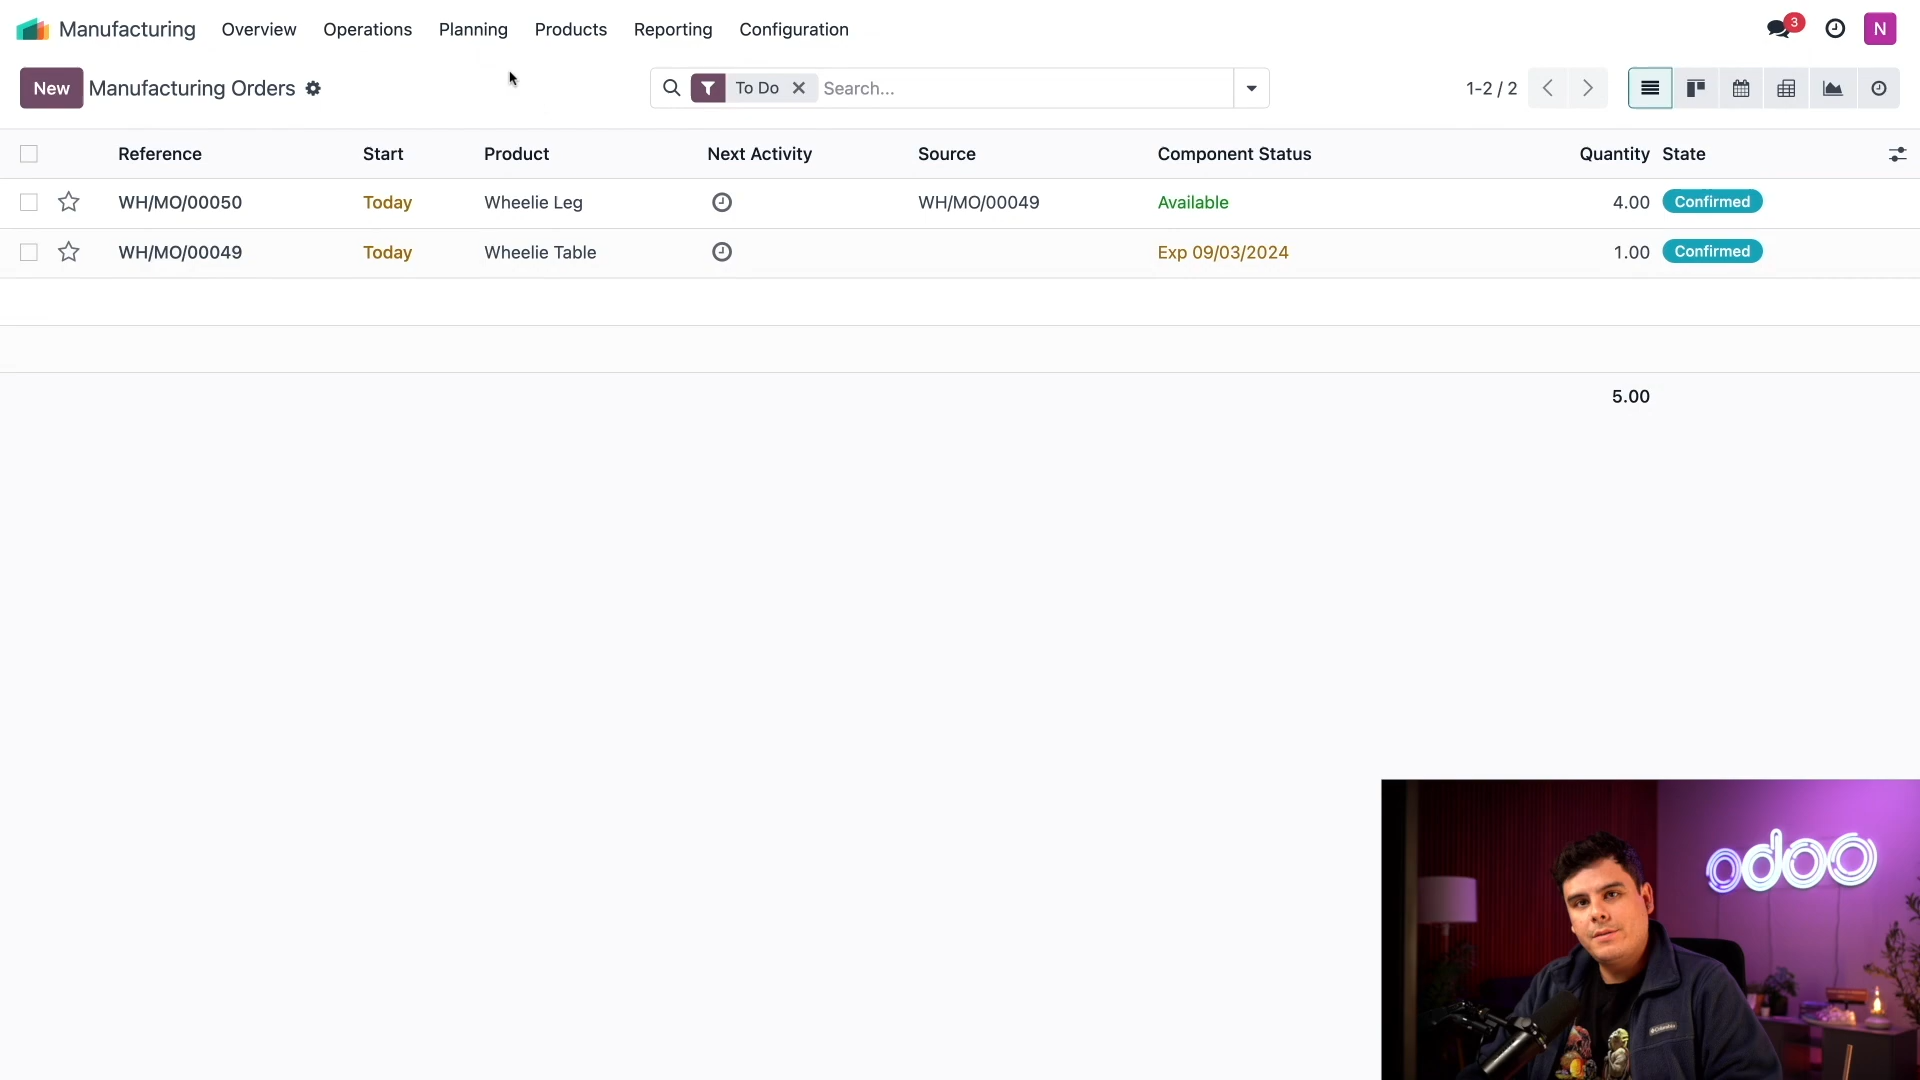 Manufacturing Overview Operations Planning Products Reporting Configuration 3 N
New Manufacturing Orders To Do Search... 1-2 / 2
Reference Start Product Next Activity Source Component Status Quantity State
WH/MO/00050 Today Wheelie Leg WH/MO/00049 Available 4.00 Confirmed
WH/MO/00049 Today Wheelie Table Exp 09/03/2024 1.00 Confirmed
5.00
odoo
Columbia